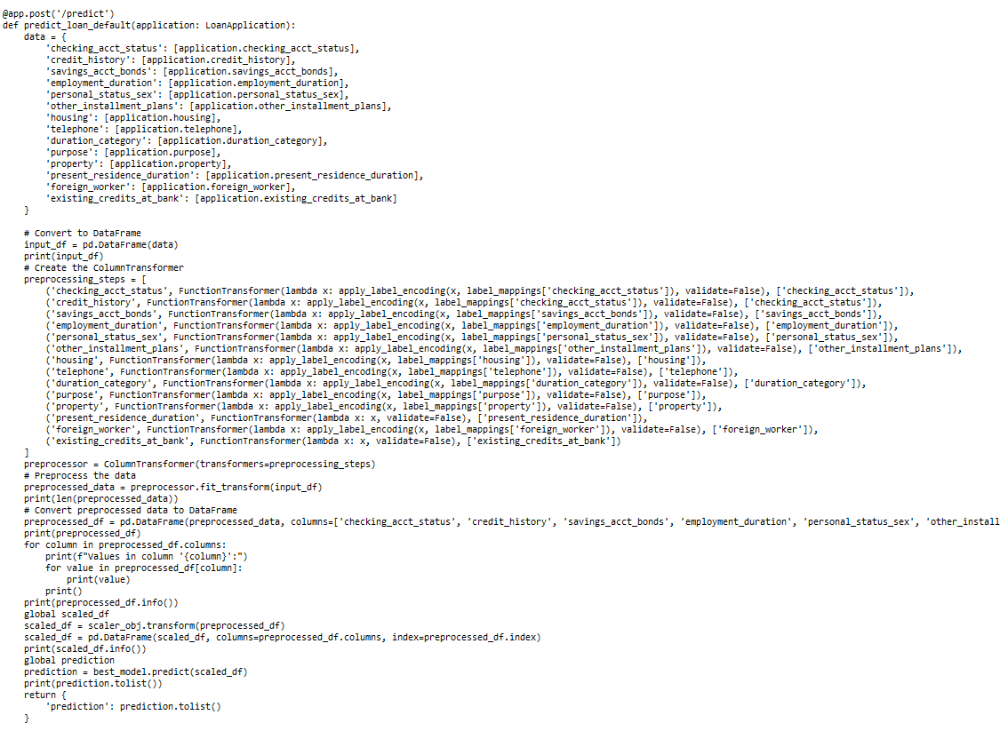 @app.post('/predict')
def predict_loan_default(application: LoanApplication):
    data = {
        'checking_acct_status': [application.checking_acct_status],
        'credit_history': [application.credit_history],
        'savings_acct_bonds': [application.savings_acct_bonds],
        'employment_duration': [application.employment_duration],
        'personal_status_sex': [application.personal_status_sex],
        'other_installment_plans': [application.other_installment_plans],
        'housing': [application.housing],
        'telephone': [application.telephone],
        'duration_category': [application.duration_category],
        'purpose': [application.purpose],
        'property': [application.property],
        'present_residence_duration': [application.present_residence_duration],
        'foreign_worker': [application.foreign_worker],
        'existing_credits_at_bank': [application.existing_credits_at_bank]
    }
    # Convert to DataFrame
    input_df = pd.DataFrame(data)
    print(input_df)
    # Create the ColumnTransformer
    preprocessing_steps = [
        ('checking_acct_status', FunctionTransformer(lambda x: apply_label_encoding(x, label_mappings['checking_acct_status']), validate=False), ['checking_acct_status']),
        ('credit_history', FunctionTransformer(lambda x: apply_label_encoding(x, label_mappings['checking_acct_status']), validate=False), ['checking_acct_status']),
        ('savings_acct_bonds', FunctionTransformer(lambda x: apply_label_encoding(x, label_mappings['savings_acct_bonds']), validate=False), ['savings_acct_bonds']),
        ('employment_duration', FunctionTransformer(lambda x: apply_label_encoding(x, label_mappings['employment_duration']), validate=False), ['employment_duration']),
        ('personal_status_sex', FunctionTransformer(lambda x: apply_label_encoding(x, label_mappings['personal_status_sex']), validate=False), ['personal_status_sex']),
        ('other_installment_plans', FunctionTransformer(lambda x: apply_label_encoding(x, label_mappings['other_installment_plans']), validate=False), ['other_installment_plans']),
        ('housing', FunctionTransformer(lambda x: apply_label_encoding(x, label_mappings['housing']), validate=False), ['housing']),
        ('telephone', FunctionTransformer(lambda x: apply_label_encoding(x, label_mappings['telephone']), validate=False), ['telephone']),
        ('duration_category', FunctionTransformer(lambda x: apply_label_encoding(x, label_mappings['duration_category']), validate=False), ['duration_category']),
        ('purpose', FunctionTransformer(lambda x: apply_label_encoding(x, label_mappings['purpose']), validate=False), ['purpose']),
        ('property', FunctionTransformer(lambda x: apply_label_encoding(x, label_mappings['property']), validate=False), ['property']),
        ('present_residence_duration', FunctionTransformer(lambda x: x, validate=False), ['present_residence_duration']),
        ('foreign_worker', FunctionTransformer(lambda x: apply_label_encoding(x, label_mappings['foreign_worker']), validate=False), ['foreign_worker']),
        ('existing_credits_at_bank', FunctionTransformer(lambda x: x, validate=False), ['existing_credits_at_bank'])
    ]
    preprocessor = ColumnTransformer(transformers=preprocessing_steps)
    # Preprocess the data
    preprocessed_data = preprocessor.fit_transform(input_df)
    print(len(preprocessed_data))
    # Convert preprocessed data to DataFrame
    preprocessed_df = pd.DataFrame(preprocessed_data, columns=['checking_acct_status', 'credit_history', 'savings_acct_bonds', 'employment_duration', 'personal_status_sex', 'other_install
    print(preprocessed_df)
    for column in preprocessed_df.columns:
        print(f"Values in column '{column}':")
        for value in preprocessed_df[column]:
            print(value)
        print()
    print(preprocessed_df.info())
    global scaled_df
    scaled_df = scaler_obj.transform(preprocessed_df)
    scaled_df = pd.DataFrame(scaled_df, columns=preprocessed_df.columns, index=preprocessed_df.index)
    print(scaled_df.info())
    global prediction
    prediction = best_model.predict(scaled_df)
    print(prediction.tolist())
    return {
        'prediction': prediction.tolist()
    }